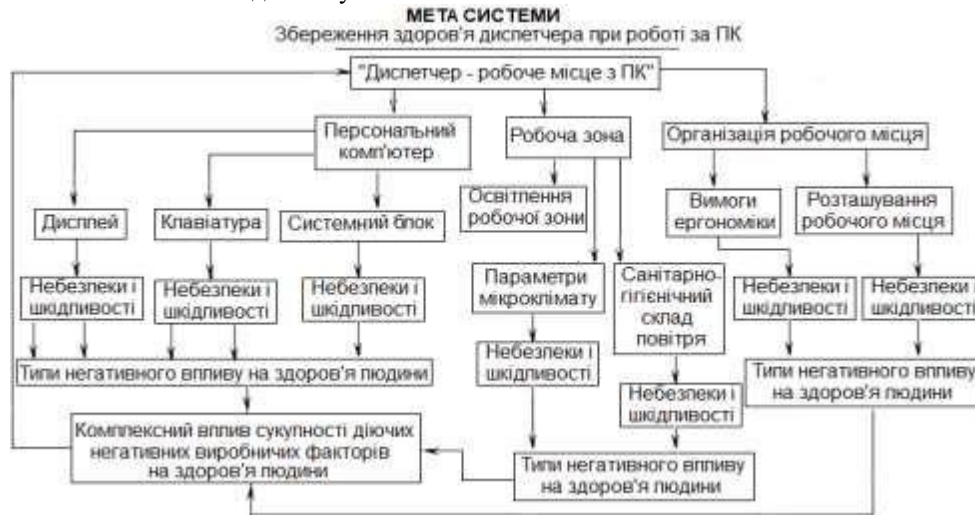 МЕТА СИСТЕМИ
Збереження здоров'я диспетчера при роботі за ПК
"Диспетчер - робоче місце з ПК"
Персональний
комп'ютер
Робоча зона
Організація робочого місця
Дисплей
Клавіатура
Системний блок
Освітлення
робочої зони
Вимоги
ергономіки
Розташування
робочого місця
Небезпеки і
шкідливості
Небезпеки і
шкідливості
Небезпеки і
шкідливості
Параметри
мікроклімату
Санітарно-
гігієнічний
склад
повітря
Небезпеки і
шкідливості
Небезпеки і
шкідливості
Небезпеки і
шкідливості
Небезпеки і
шкідливості
Типи негативного впливу на здоров'я людини
Типи негативного впливу
на здоров'я людини
Комплексний вплив сукупності діючих
негативних виробничих факторів
на здоров'я людини
Типи негативного впливу
на здоров'я людини